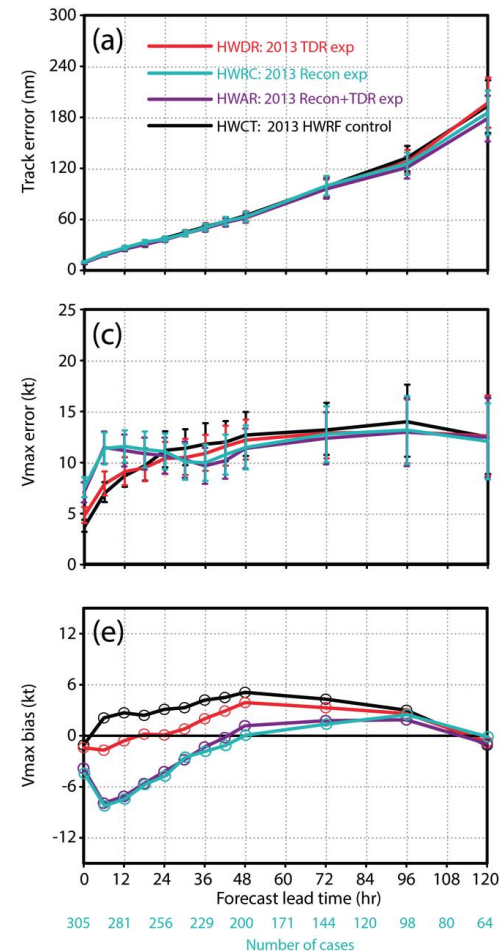 300
(a)
HWDR: 2013 TDR exp
240
HWRC: 2013 Recon exp
HWAR: 2013 Recon+TDR exp
180
HWCT: 2013 HWRF control
120
60
0
Track errror (nm)
25
(c)
20
15
10
5
0
Vmax error (kt)
12
(e)
6
0
-6
-12
Vmax bias (kt)
0 12 24 36 48 60 72 84 96 108 120
Forecast lead time (hr)
305 281 256 229 200 171 144 120 98 80 64
Number of cases